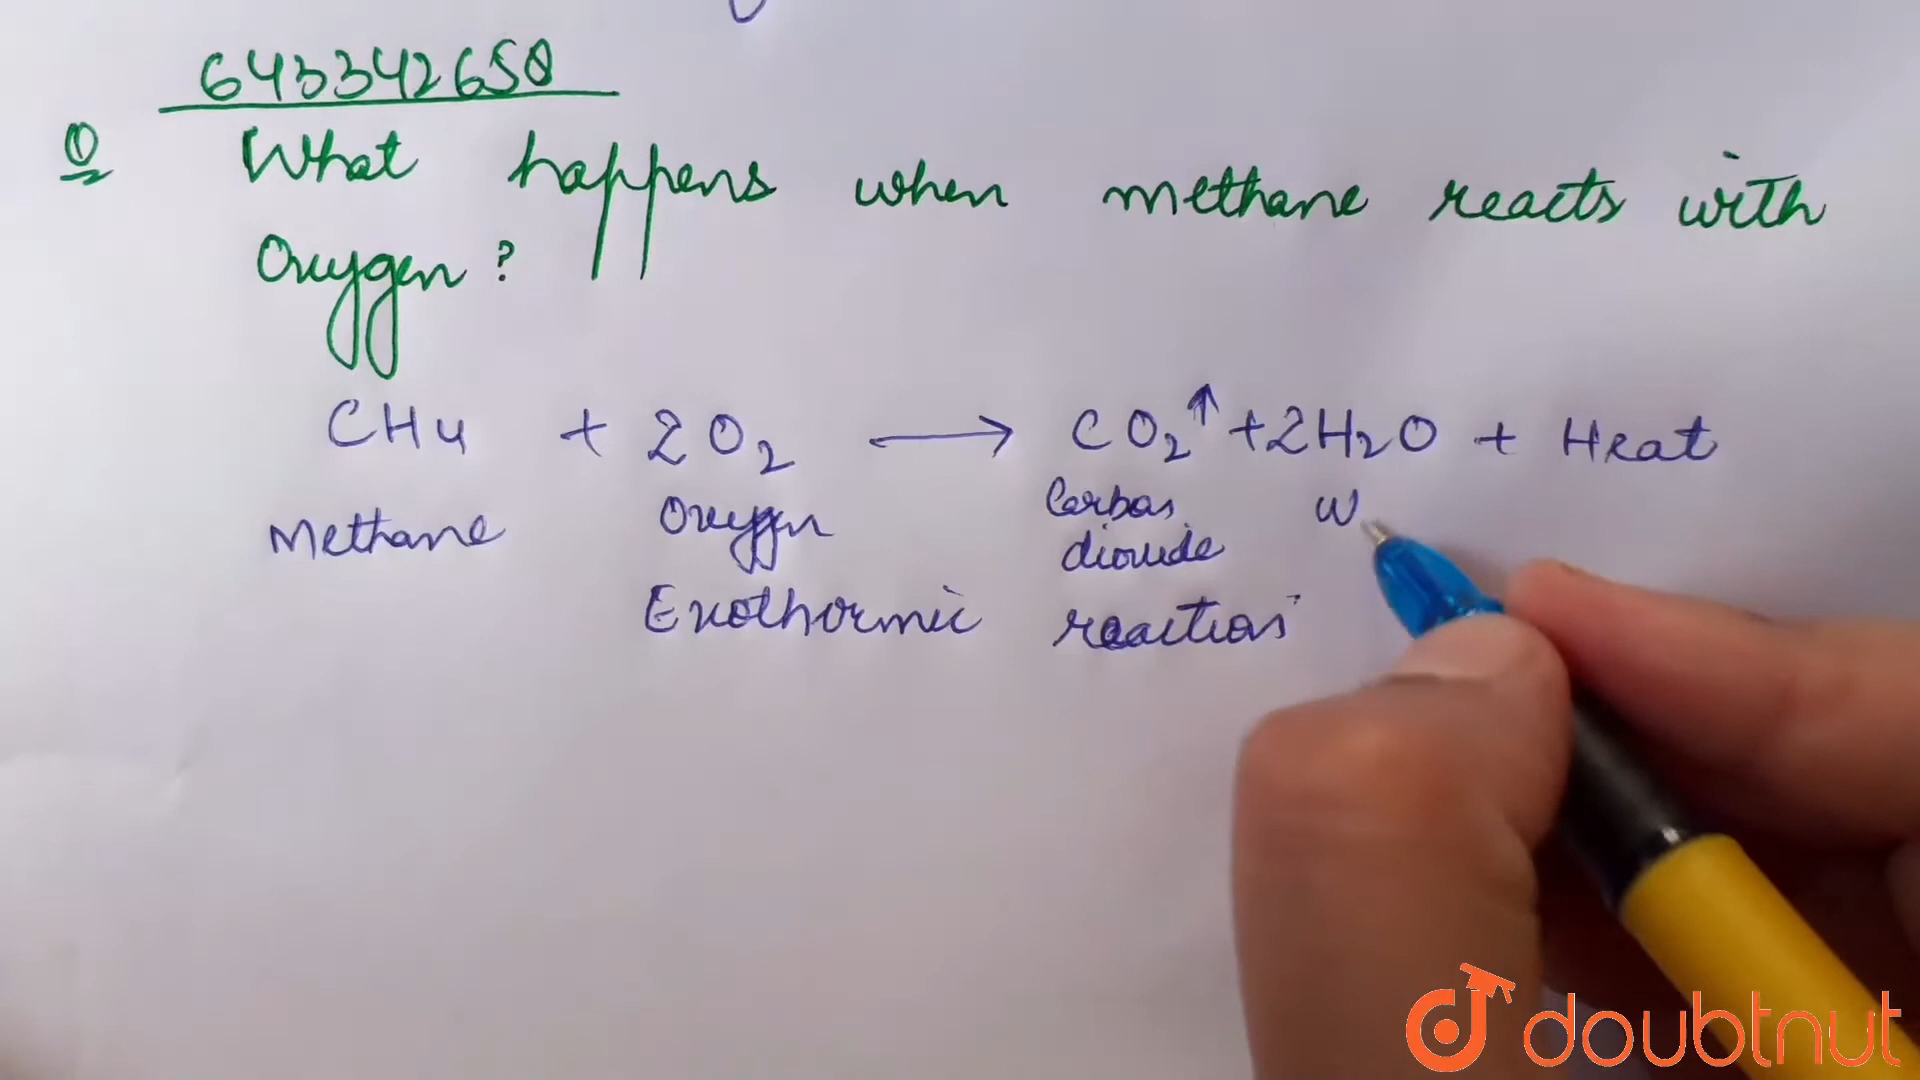 643342650
Q What happens when methane reacts with
Oxygen ?
CH4 + 2O2 → CO2↑ + 2H2O + Heat
Methane Oxygen Carbon dioxide W
Exothermic reaction
doubtnut